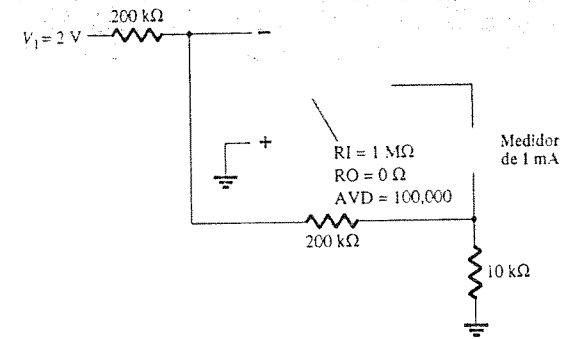 200 kΩ
V₁ = 2 V
−
+
Medidor
de 1 mA
RI = 1 MΩ
RO = 0 Ω
AVD = 100,000
200 kΩ
10 kΩ